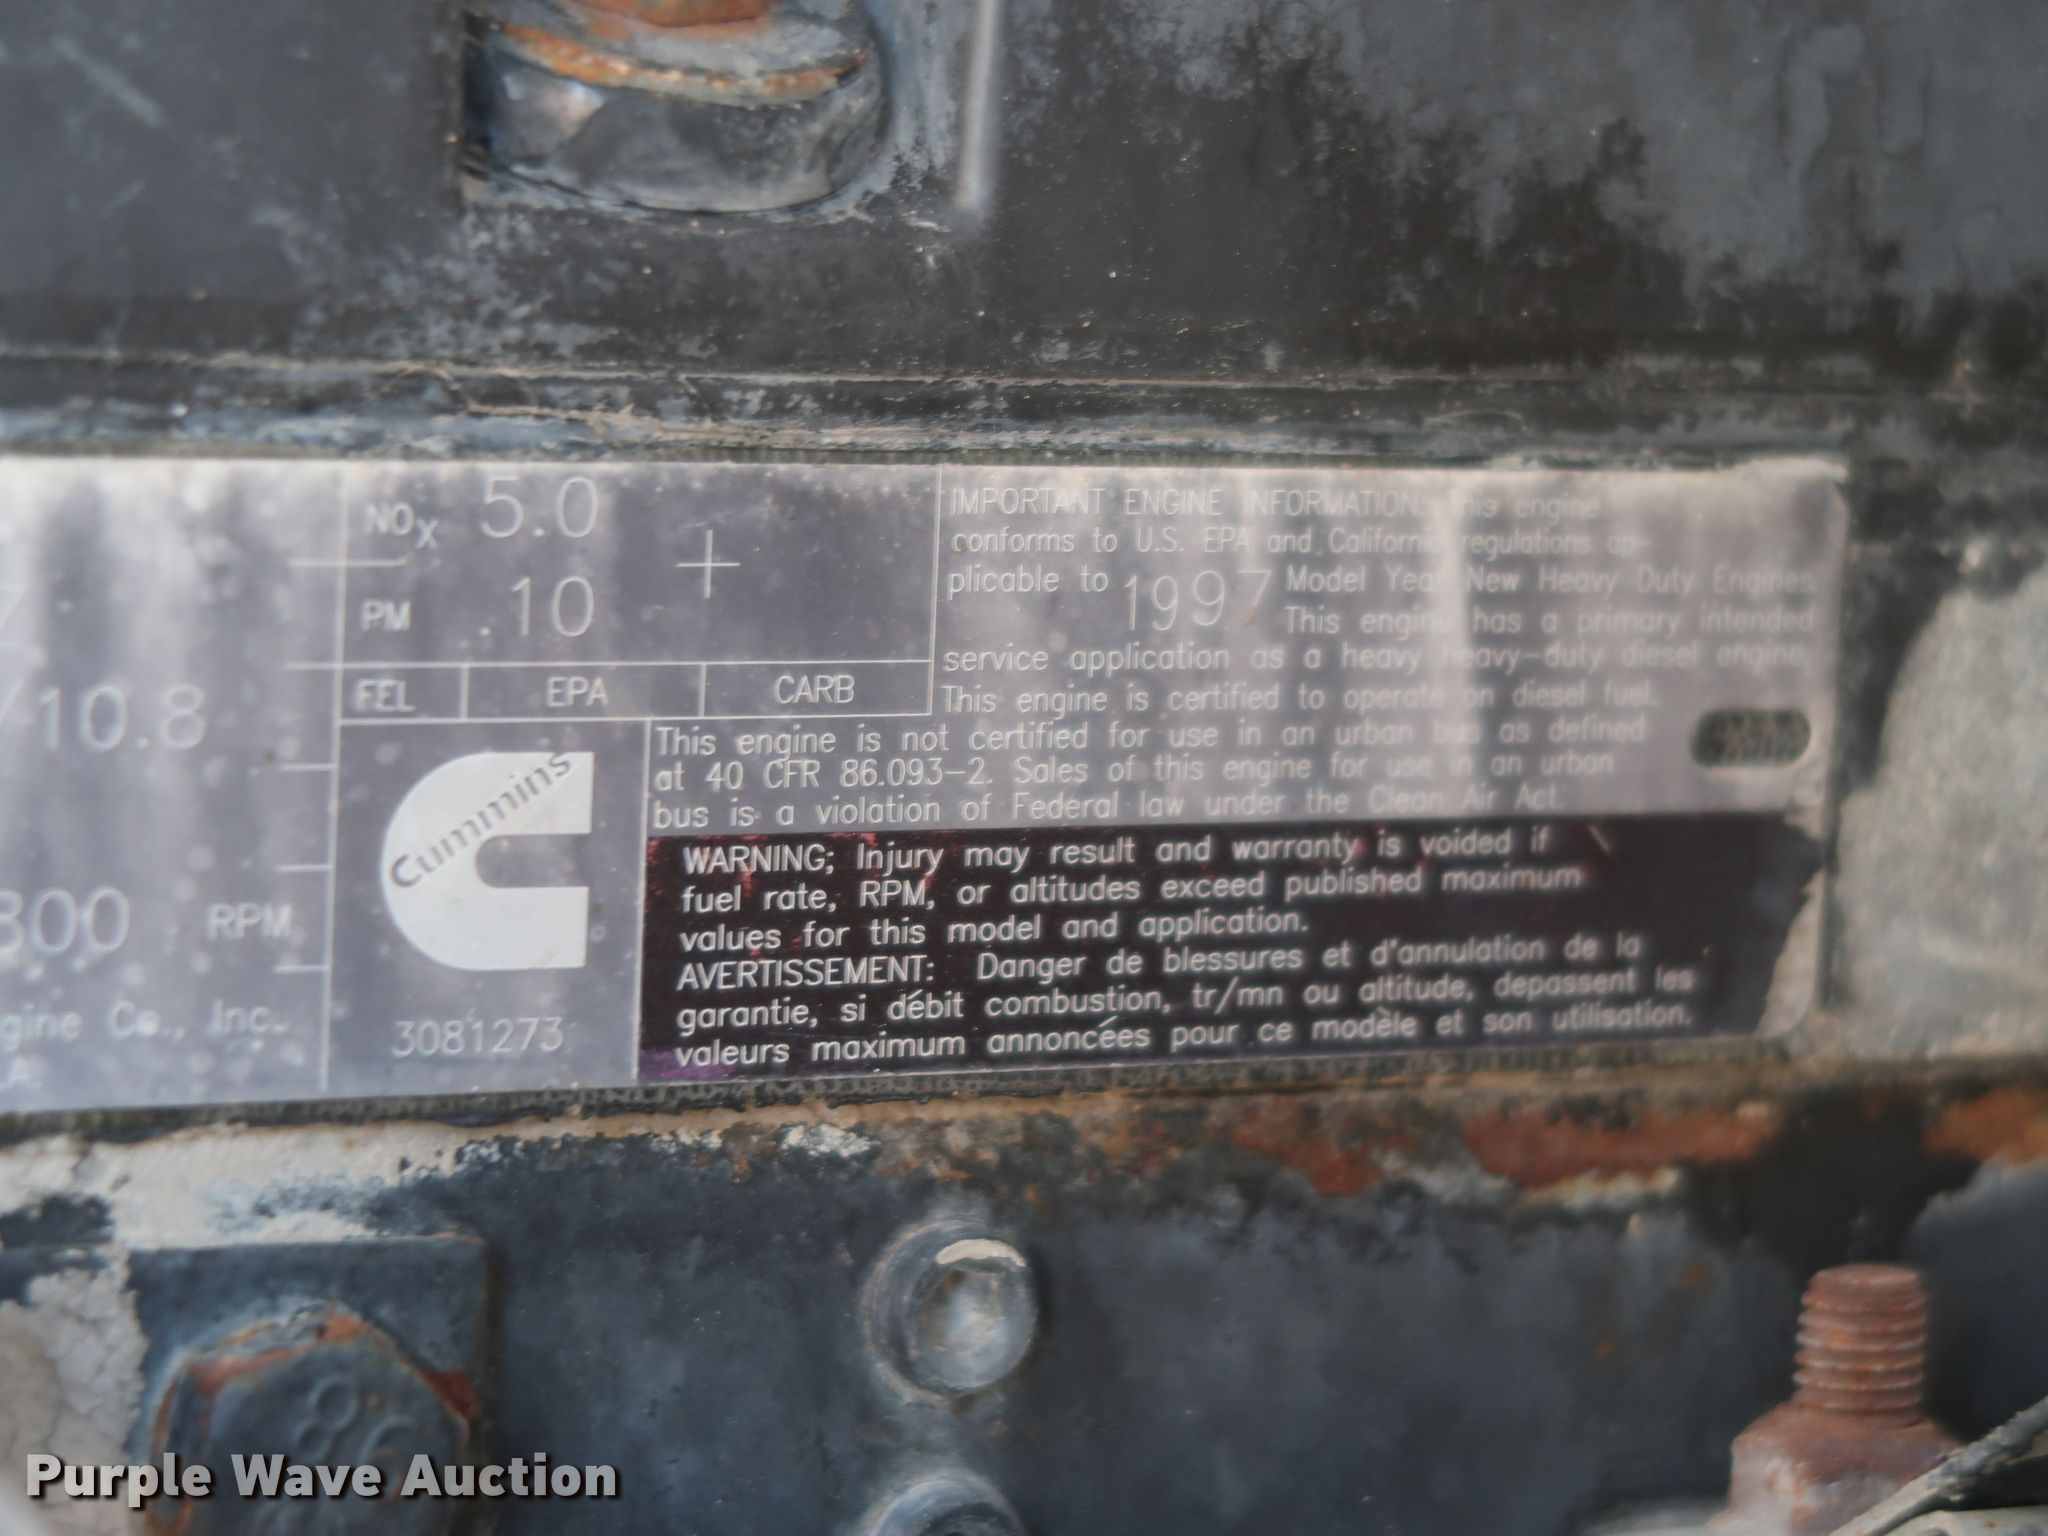 NOX 5.0
PM .10
FEL EPA CARB
710.8
800 RPM
ngine Co., Inc.
A.
Cummins
3081273
IMPORTANT ENGINE INFORMATION: This engine
conforms to U.S. EPA and California regulations ap-
plicable to 1997 Model Year New Heavy Duty Engines.
This engine has a primary intended
service application as a heavy heavy-duty diesel engine.
This engine is certified to operate on diesel fuel.
This engine is not certified for use in an urban bus as defined
at 40 CFR 86.093-2. Sales of this engine for use in an urban
bus is a violation of Federal law under the Clean Air Act.
WARNING; Injury may result and warranty is voided if
fuel rate, RPM, or altitudes exceed published maximum
values for this model and application.
AVERTISSEMENT: Danger de blessures et d'annulation de la
garantie, si débit combustion, tr/mn ou altitude, depassent les
valeurs maximum annoncées pour ce modèle et son utilisation.
86
Purple Wave Auction